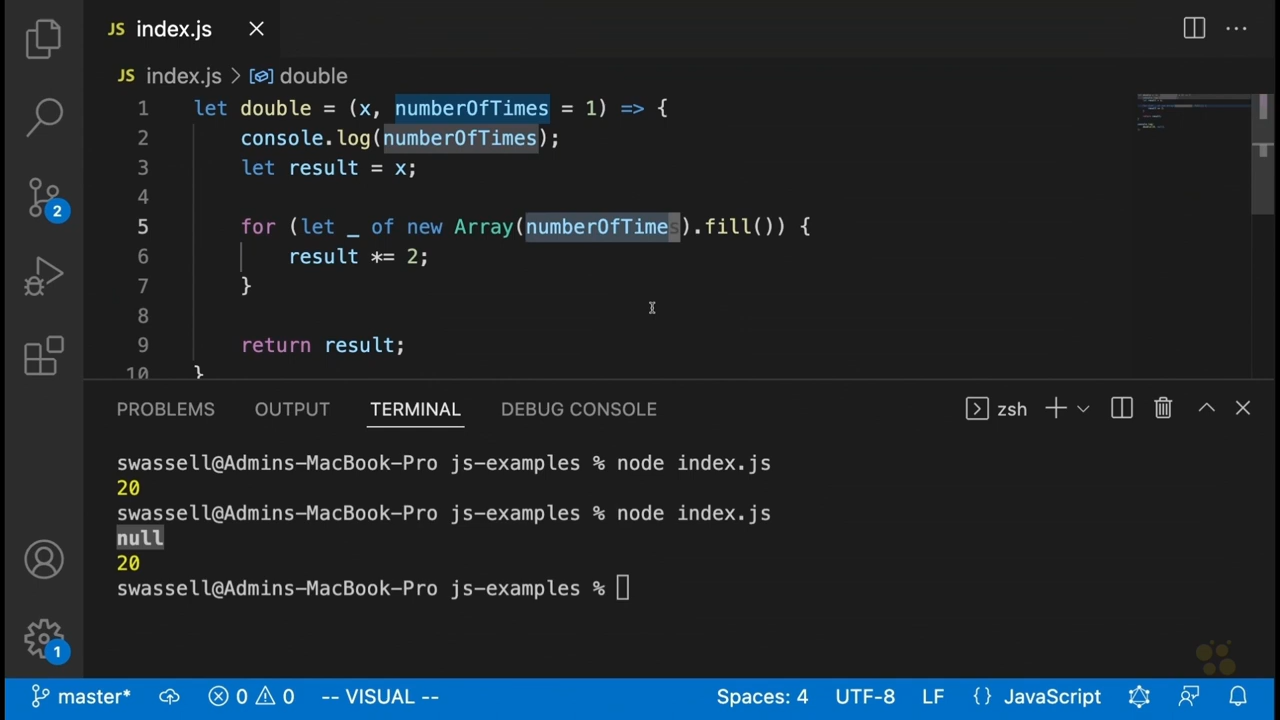 JS index.js
JS index.js > double
1 let double = (x, numberOfTimes = 1) => {
2 console.log(numberOfTimes);
3 let result = x;
4
5 for (let _ of new Array(numberOfTimes).fill()) {
6 result *= 2;
7 }
8
9 return result;
10 }
PROBLEMS OUTPUT TERMINAL DEBUG CONSOLE zsh
swassell@Admins-MacBook-Pro js-examples % node index.js
20
swassell@Admins-MacBook-Pro js-examples % node index.js
null
20
swassell@Admins-MacBook-Pro js-examples %
2
1
master* 0 0 -- VISUAL -- Spaces: 4 UTF-8 LF {} JavaScript